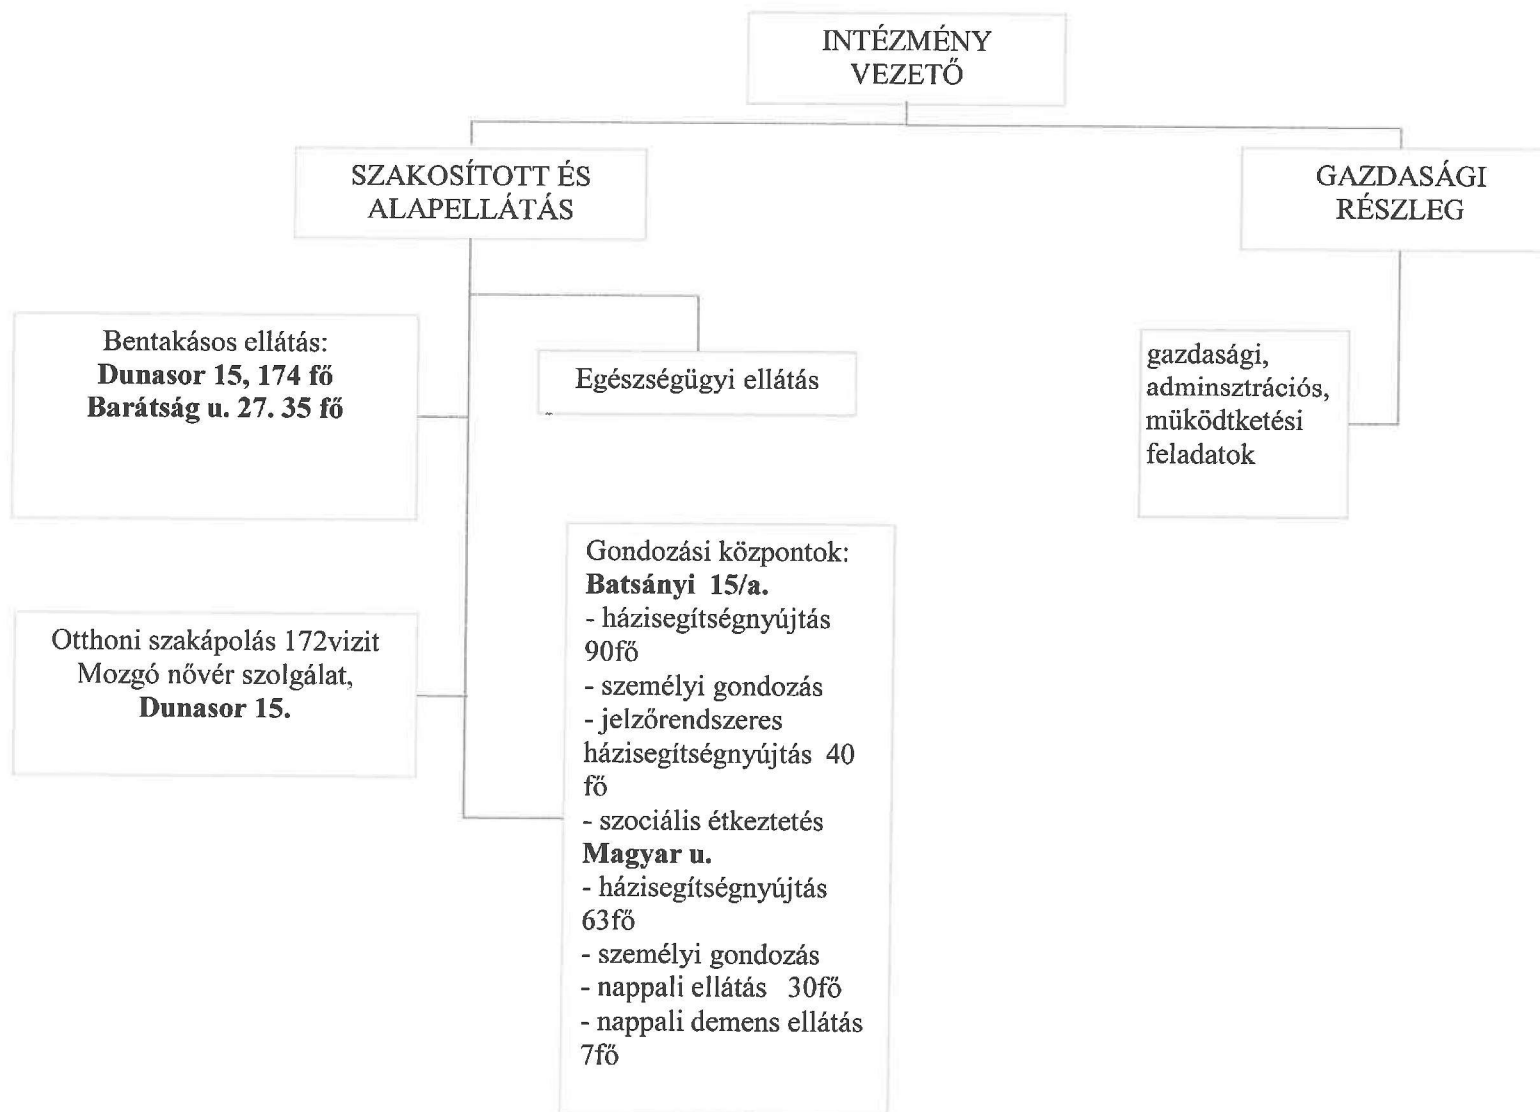 INTÉZMÉNY
VEZETŐ
SZAKOSÍTOTT ÉS
ALAPELLÁTÁS
GAZDASÁGI
RÉSZLEG
Bentakásos ellátás:
Dunasor 15, 174 fő
Barátság u. 27. 35 fő
Egészségügyi ellátás
gazdasági,
adminsztrációs,
müködtketési
feladatok
Otthoni szakápolás 172vizit
Mozgó nővér szolgálat,
Dunasor 15.
Gondozási központok:
Batsányi 15/a.
- házisegítségnyújtás
90fő
- személyi gondozás
- jelzőrendszeres
házisegítségnyújtás 40
fő
- szociális étkeztetés
Magyar u.
- házisegítségnyújtás
63fő
- személyi gondozás
- nappali ellátás 30fő
- nappali demens ellátás
7fő